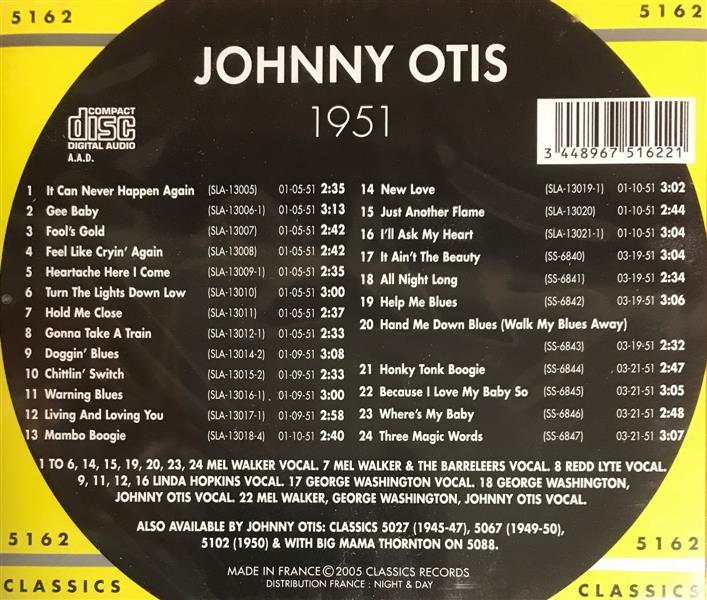 5162
5162
JOHNNY OTIS
1951
COMPACT
disc
DIGITAL AUDIO
A.A.D.
3 448967 516221
1 It Can Never Happen Again (SLA-13005) 01-05-51 2:35
2 Gee Baby (SLA-13006-1) 01-05-51 3:13
3 Fool's Gold (SLA-13007) 01-05-51 2:42
4 Feel Like Cryin' Again (SLA-13008) 01-05-51 2:42
5 Heartache Here I Come (SLA-13009-1) 01-05-51 2:35
6 Turn The Lights Down Low (SLA-13010) 01-05-51 3:00
7 Hold Me Close (SLA-13011) 01-05-51 2:37
8 Gonna Take A Train (SLA-13012-1) 01-05-51 2:33
9 Doggin' Blues (SLA-13014-2) 01-09-51 3:08
10 Chittlin' Switch (SLA-13015-2) 01-09-51 2:33
11 Warning Blues (SLA-13016-1) 01-09-51 3:00
12 Living And Loving You (SLA-13017-1) 01-09-51 2:58
13 Mambo Boogie (SLA-13018-4) 01-10-51 2:40
14 New Love (SLA-13019-1) 01-10-51 3:02
15 Just Another Flame (SLA-13020) 01-10-51 2:44
16 I'll Ask My Heart (SLA-13021-1) 01-10-51 3:04
17 It Ain't The Beauty (SS-6840) 03-19-51 3:04
18 All Night Long (SS-6841) 03-19-51 2:34
19 Help Me Blues (SS-6842) 03-19-51 3:06
20 Hand Me Down Blues (Walk My Blues Away)
(SS-6843) 03-19-51 2:32
21 Honky Tonk Boogie (SS-6844) 03-21-51 2:47
22 Because I Love My Baby So (SS-6845) 03-21-51 3:05
23 Where's My Baby (SS-6846) 03-21-51 2:48
24 Three Magic Words (SS-6847) 03-21-51 3:07
1 TO 6, 14, 15, 19, 20, 23, 24 MEL WALKER VOCAL. 7 MEL WALKER & THE BARRELEERS VOCAL. 8 REDD LYTE VOCAL.
9, 11, 12, 16 LINDA HOPKINS VOCAL. 17 GEORGE WASHINGTON VOCAL. 18 GEORGE WASHINGTON,
JOHNNY OTIS VOCAL. 22 MEL WALKER, GEORGE WASHINGTON, JOHNNY OTIS VOCAL.
ALSO AVAILABLE BY JOHNNY OTIS: CLASSICS 5027 (1945-47), 5067 (1949-50),
5102 (1950) & WITH BIG MAMA THORNTON ON 5088.
5162
5162
MADE IN FRANCE © 2005 CLASSICS RECORDS
DISTRIBUTION FRANCE : NIGHT & DAY
CLASSICS
CLASSICS